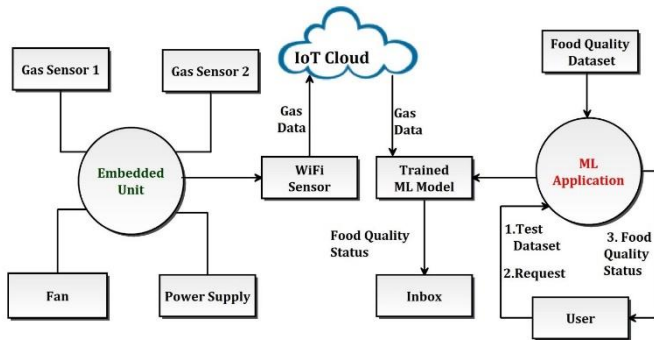 Gas Sensor 1
Gas Sensor 2
IoT Cloud
Food Quality
Dataset
Gas
Data
Gas
Data
Embedded
Unit
WiFi
Sensor
Trained
ML Model
ML
Application
Food Quality
Status
1.Test
Dataset
2.Request
3. Food
Quality
Status
Fan
Power Supply
Inbox
User